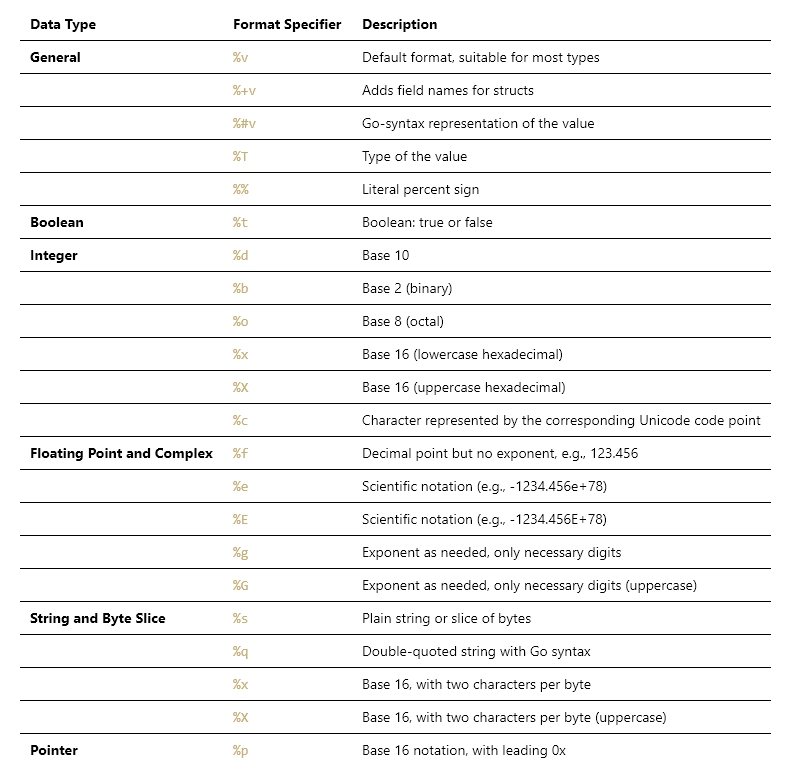 Data Type Format Specifier Description
General %v Default format, suitable for most types
%+v Adds field names for structs
%#v Go-syntax representation of the value
%T Type of the value
%% Literal percent sign
Boolean %t Boolean: true or false
Integer %d Base 10
%b Base 2 (binary)
%o Base 8 (octal)
%x Base 16 (lowercase hexadecimal)
%X Base 16 (uppercase hexadecimal)
%c Character represented by the corresponding Unicode code point
Floating Point and Complex %f Decimal point but no exponent, e.g., 123.456
%e Scientific notation (e.g., -1234.456e+78)
%E Scientific notation (e.g., -1234.456E+78)
%g Exponent as needed, only necessary digits
%G Exponent as needed, only necessary digits (uppercase)
String and Byte Slice %s Plain string or slice of bytes
%q Double-quoted string with Go syntax
%x Base 16, with two characters per byte
%X Base 16, with two characters per byte (uppercase)
Pointer %p Base 16 notation, with leading 0x